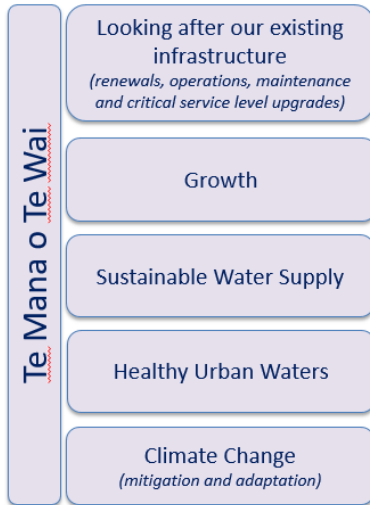 Te Mana o Te Wai
Looking after our existing
infrastructure
(renewals, operations, maintenance
and critical service level upgrades)
Growth
Sustainable Water Supply
Healthy Urban Waters
Climate Change
(mitigation and adaptation)